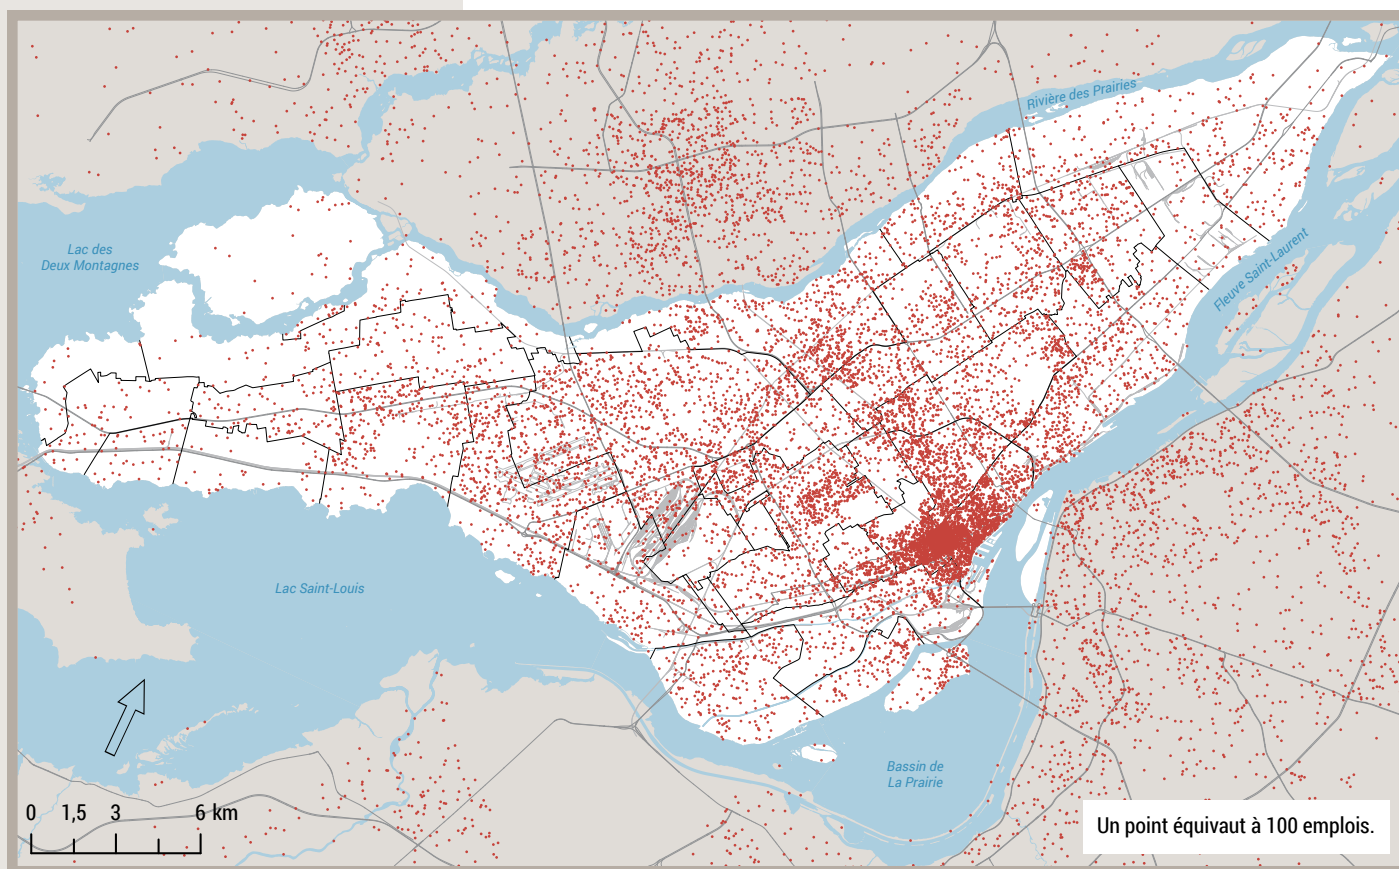 Rivière des Prairies
Lac des
Deux Montagnes
Fleuve Saint-Laurent
Lac Saint-Louis
Bassin de
La Prairie
0 1,5 3 6 km
Un point équivaut à 100 emplois.